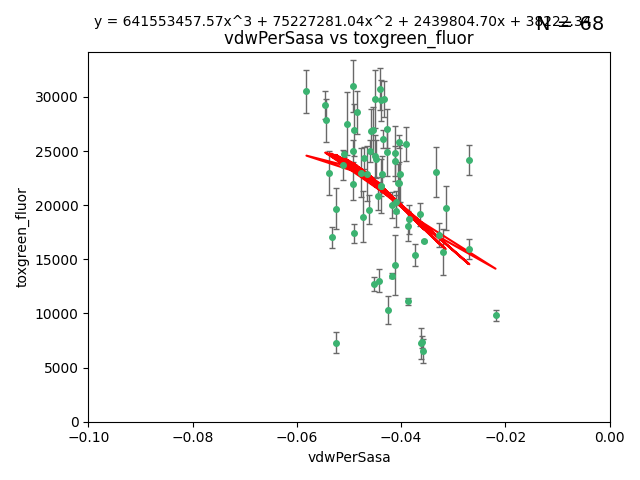 y = 641553457.57x^3 + 75227281.04x^2 + 2439804.70x + 38222.34
N = 68
vdwPerSasa vs toxgreen_fluor
30000
25000
20000
15000
10000
5000
0
toxgreen_fluor
−0.10
−0.08
−0.06
−0.04
−0.02
0.00
vdwPerSasa